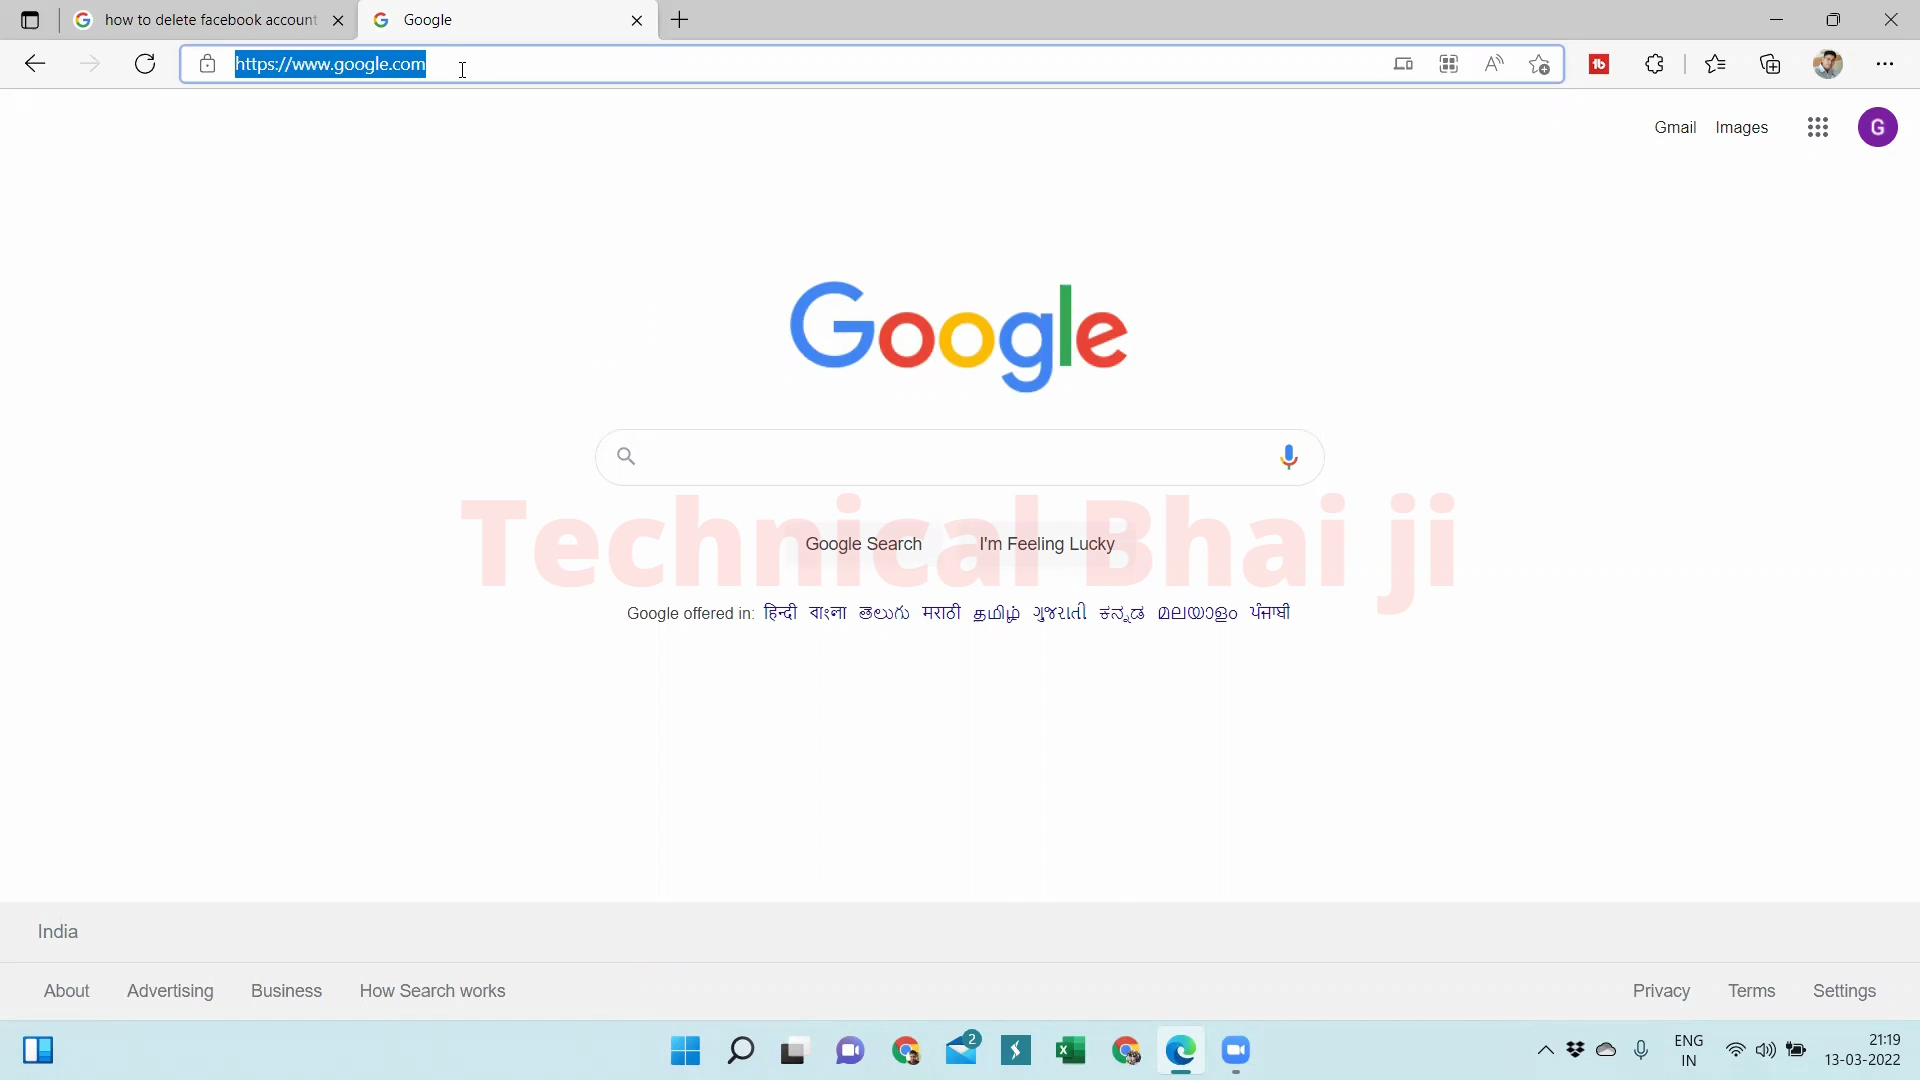 how to delete facebook account
Google
https://www.google.com
Gmail Images
G
Google
Technical Bhai ji
Google Search I'm Feeling Lucky
Google offered in: हिन्दी বাংলা తెలుగు मराठी தமிழ் ગુજરાતી ಕನ್ನಡ മലയാളം ਪੰਜਾਬੀ
India
About Advertising Business How Search works
Privacy Terms Settings
2
ENG
IN
21:19
13-03-2022